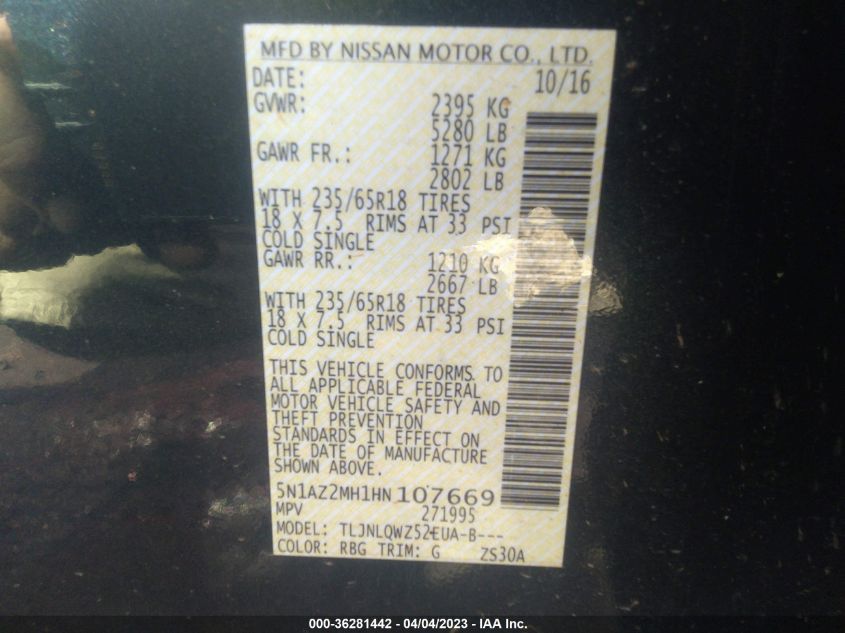 MFD BY NISSAN MOTOR CO., LTD.
DATE: 10/16
GVWR: 2395 KG
5280 LB
GAWR FR.: 1271 KG
2802 LB
WITH 235/65R18 TIRES
18 X 7.5 RIMS AT 33 PSI
COLD SINGLE
GAWR RR.: 1210 KG
2667 LB
WITH 235/65R18 TIRES
18 X 7.5 RIMS AT 33 PSI
COLD SINGLE
THIS VEHICLE CONFORMS TO
ALL APPLICABLE FEDERAL
MOTOR VEHICLE SAFETY AND
THEFT PREVENTION
STANDARDS IN EFFECT ON
THE DATE OF MANUFACTURE
SHOWN ABOVE.
5N1AZ2MH1HN107669
MPV 271995
MODEL: TLJNLQWZ52EUA-B---
COLOR: RBG TRIM: G ZS30A
000-36281442 - 04/04/2023 - IAA Inc.